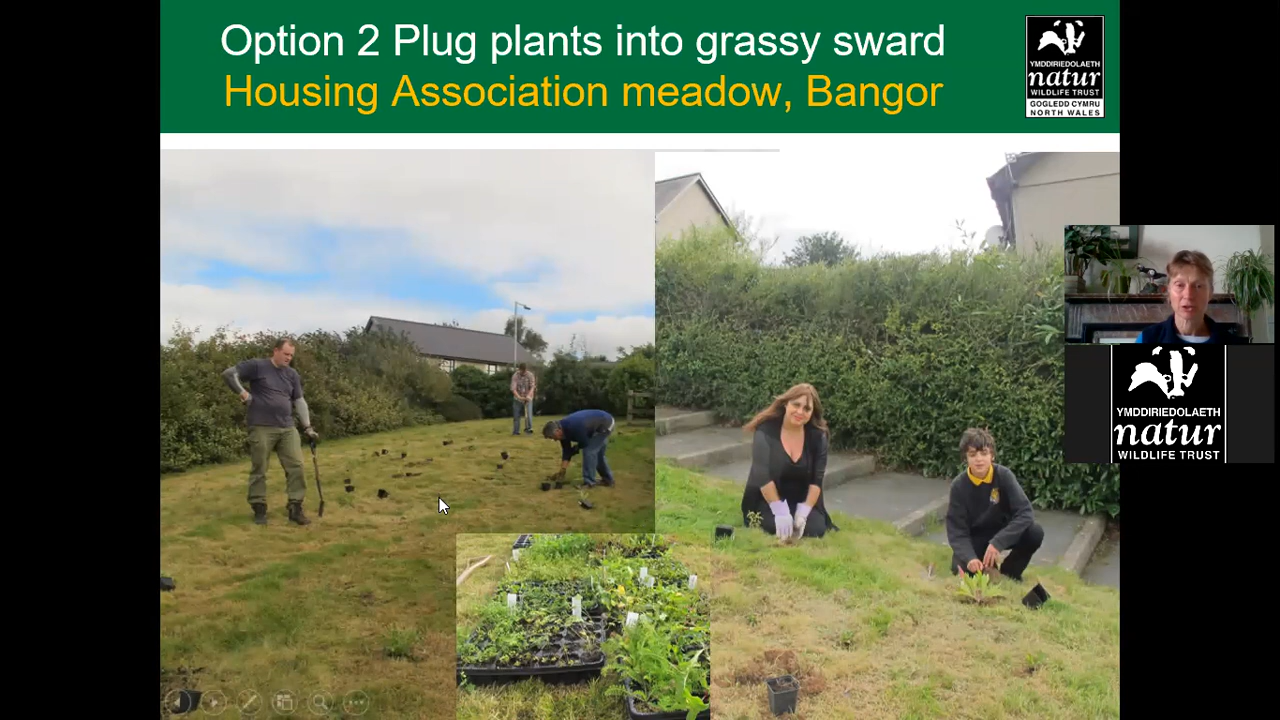 Option 2 Plug plants into grassy sward
Housing Association meadow, Bangor
YMDDIRIEDOLAETH
natur
WILDLIFE TRUST
GOGLEDD CYMRU
NORTH WALES
YMDDIRIEDOLAETH
natur
WILDLIFE TRUST